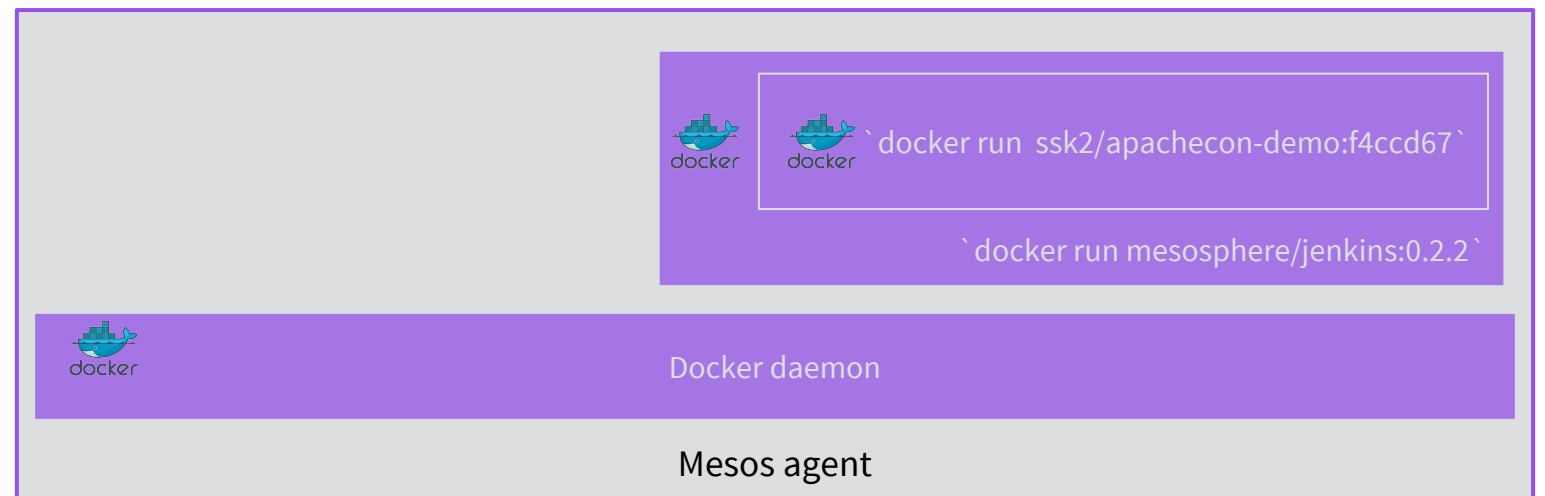 docker docker `docker run ssk2/apachecon-demo:f4ccd67`
`docker run mesosphere/jenkins:0.2.2`
docker
Docker daemon
Mesos agent